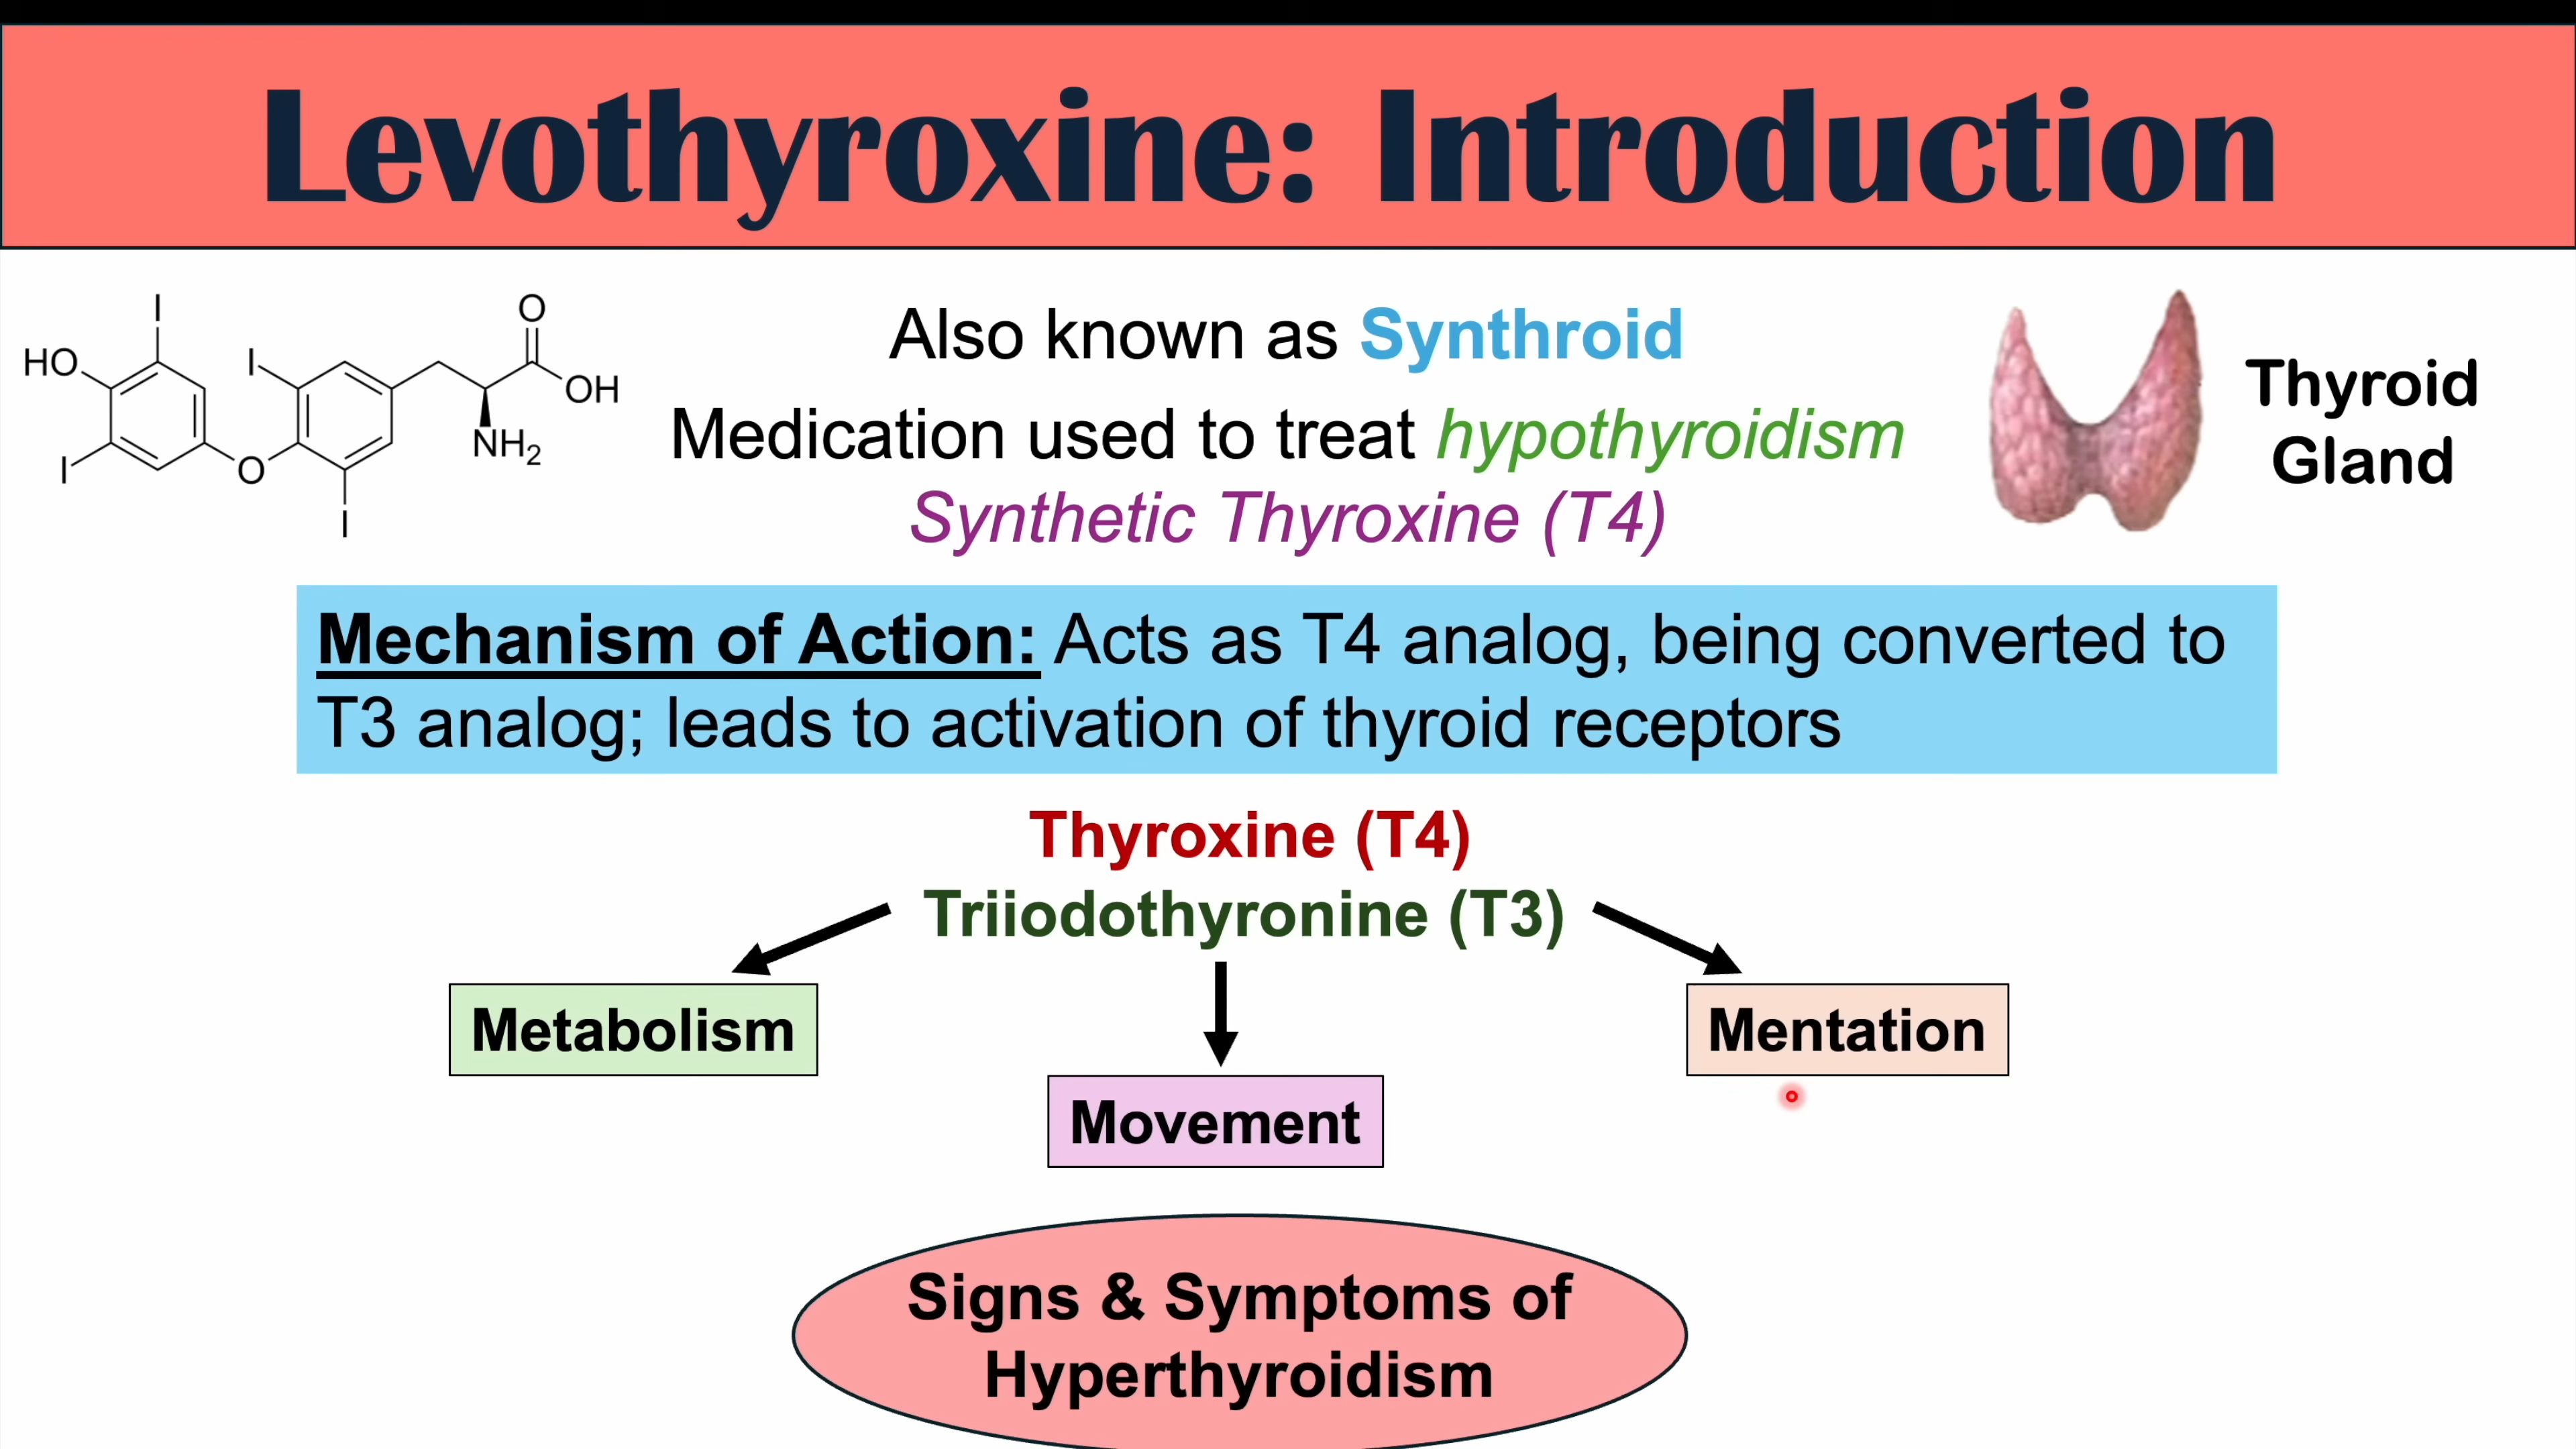 Levothyroxine: Introduction
Also known as Synthroid
Medication used to treat hypothyroidism
Synthetic Thyroxine (T4)
HO
I
I
I
I
O
O
OH
NH₂
Thyroid
Gland
Mechanism of Action: Acts as T4 analog, being converted to
T3 analog; leads to activation of thyroid receptors
Thyroxine (T4)
Triiodothyronine (T3)
Metabolism
Movement
Mentation
Signs & Symptoms of
Hyperthyroidism